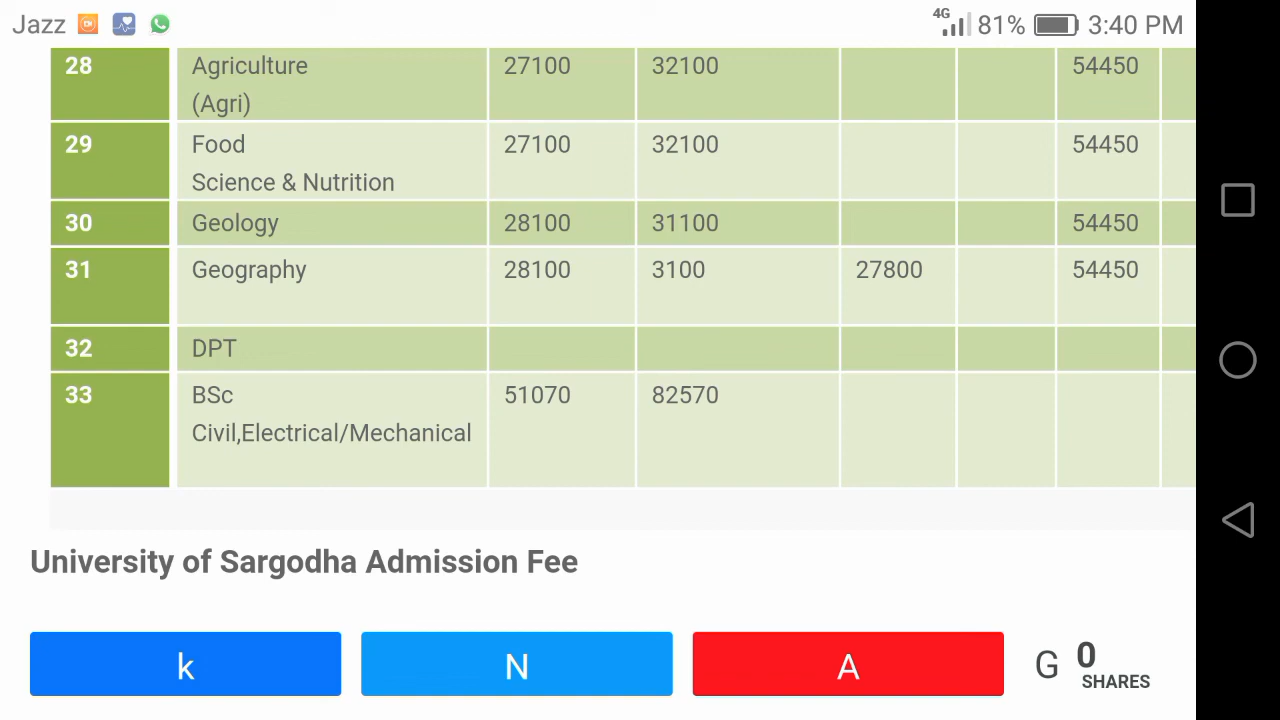 Jazz 4G 81% 3:40 PM
28 Agriculture 27100 32100 54450
(Agri)
29 Food 27100 32100 54450
Science & Nutrition
30 Geology 28100 31100 54450
31 Geography 28100 3100 27800 54450
32 DPT
33 BSc 51070 82570
Civil,Electrical/Mechanical
University of Sargodha Admission Fee
k N A G 0
SHARES